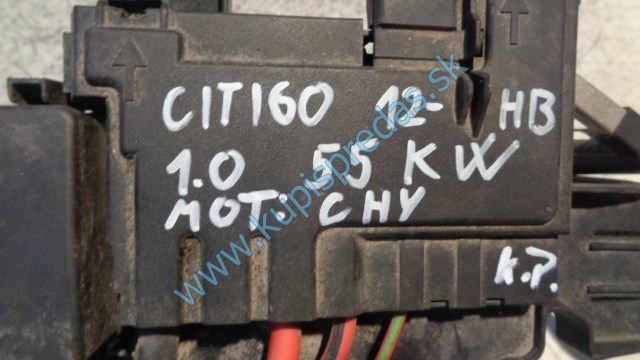 CITIGO 12- HB
1.0 55 KW
MOT: CHY
K.P.
www.kupispredas.sk